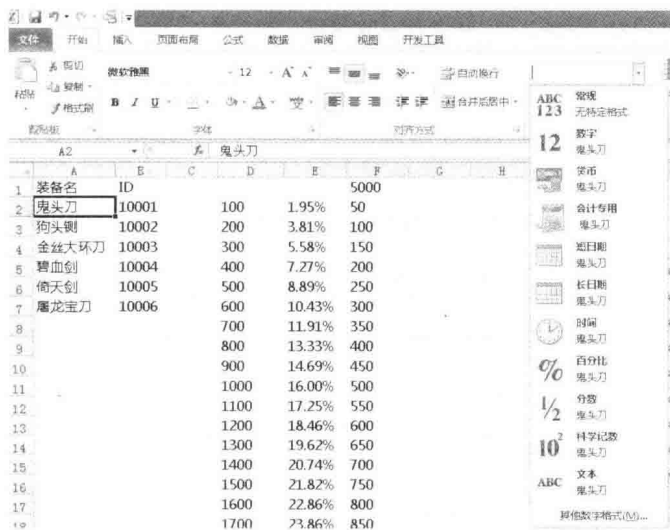 文件 开始 插入 页面布局 公式 数据 审阅 视图 开发工具
剪切
复制
粘贴 格式刷
微软雅黑 12 A A 自动换行
B I U A 合并后居中
剪贴板 字体 对齐方式
A2 fx 鬼头刀
A B C D E F G H
1 装备名 ID 5000
2 鬼头刀 10001 100 1.95% 50
3 狗头铡 10002 200 3.81% 100
4 金丝大环刀 10003 300 5.58% 150
5 碧血剑 10004 400 7.27% 200
6 倚天剑 10005 500 8.89% 250
7 屠龙宝刀 10006 600 10.43% 300
8 700 11.91% 350
9 800 13.33% 400
10 900 14.69% 450
11 1000 16.00% 500
12 1100 17.25% 550
13 1200 18.46% 600
14 1300 19.62% 650
15 1400 20.74% 700
16 1500 21.82% 750
17 1600 22.86% 800
18 1700 23.86% 850
ABC 123 常规
无特定格式
12 数字
鬼头刀
货币
鬼头刀
会计专用
鬼头刀
短日期
鬼头刀
长日期
鬼头刀
时间
鬼头刀
% 百分比
鬼头刀
1/2 分数
鬼头刀
10² 科学记数
鬼头刀
ABC 文本
鬼头刀
其他数字格式(M)...